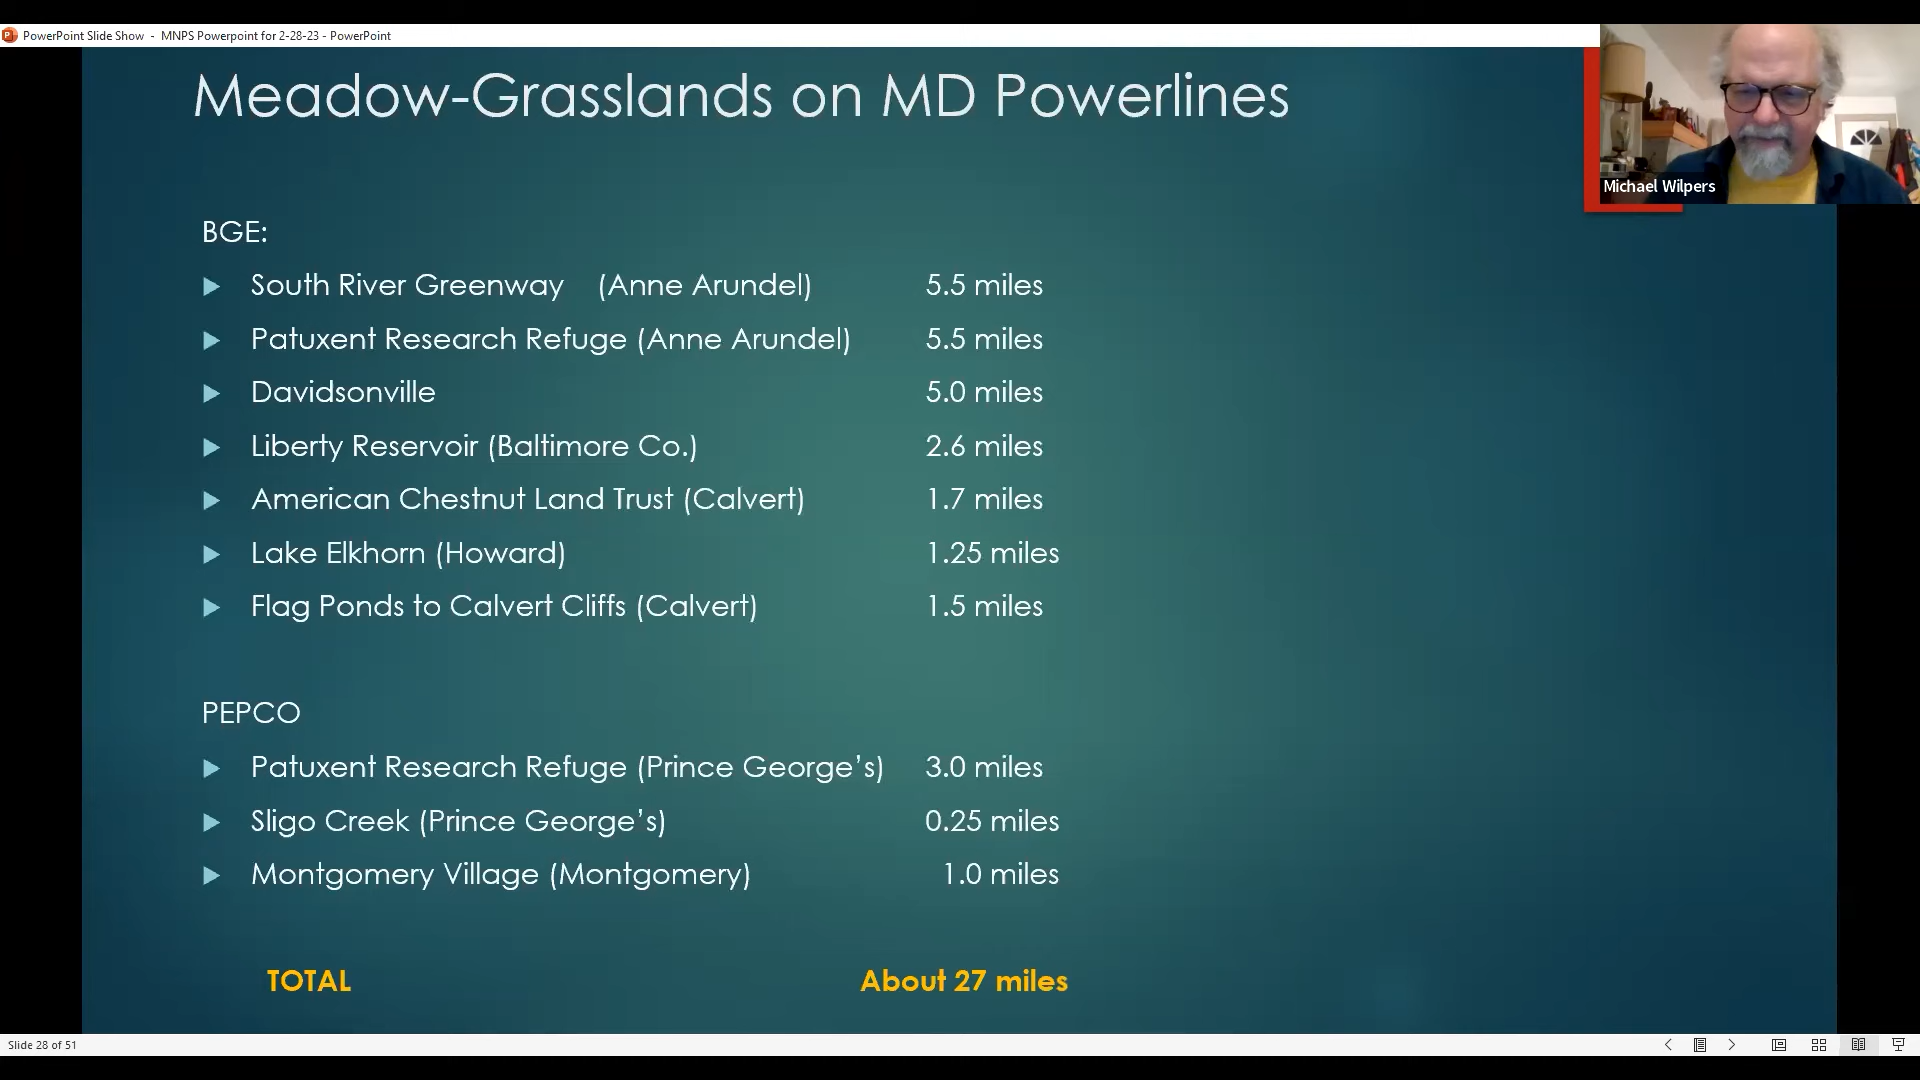 PowerPoint Slide Show - MNPS Powerpoint for 2-28-23 - PowerPoint
Meadow-Grasslands on MD Powerlines
Michael Wilpers
BGE:
South River Greenway (Anne Arundel) 5.5 miles
Patuxent Research Refuge (Anne Arundel) 5.5 miles
Davidsonville 5.0 miles
Liberty Reservoir (Baltimore Co.) 2.6 miles
American Chestnut Land Trust (Calvert) 1.7 miles
Lake Elkhorn (Howard) 1.25 miles
Flag Ponds to Calvert Cliffs (Calvert) 1.5 miles
PEPCO
Patuxent Research Refuge (Prince George’s) 3.0 miles
Sligo Creek (Prince George’s) 0.25 miles
Montgomery Village (Montgomery) 1.0 miles
TOTAL About 27 miles
Slide 28 of 51